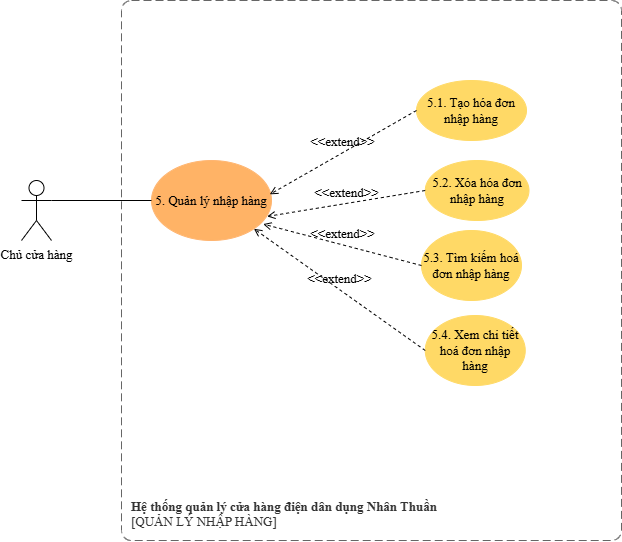 5.1. Tạo hóa đơn
nhập hàng
<<extend>>
5.2. Xóa hóa đơn
nhập hàng
<<extend>>
5. Quản lý nhập hàng
<<extend>>
5.3. Tìm kiếm hoá
đơn nhập hàng
Chủ cửa hàng
<<extend>>
5.4. Xem chi tiết
hoá đơn nhập
hàng
Hệ thống quản lý cửa hàng điện dân dụng Nhân Thuần
[QUẢN LÝ NHẬP HÀNG]